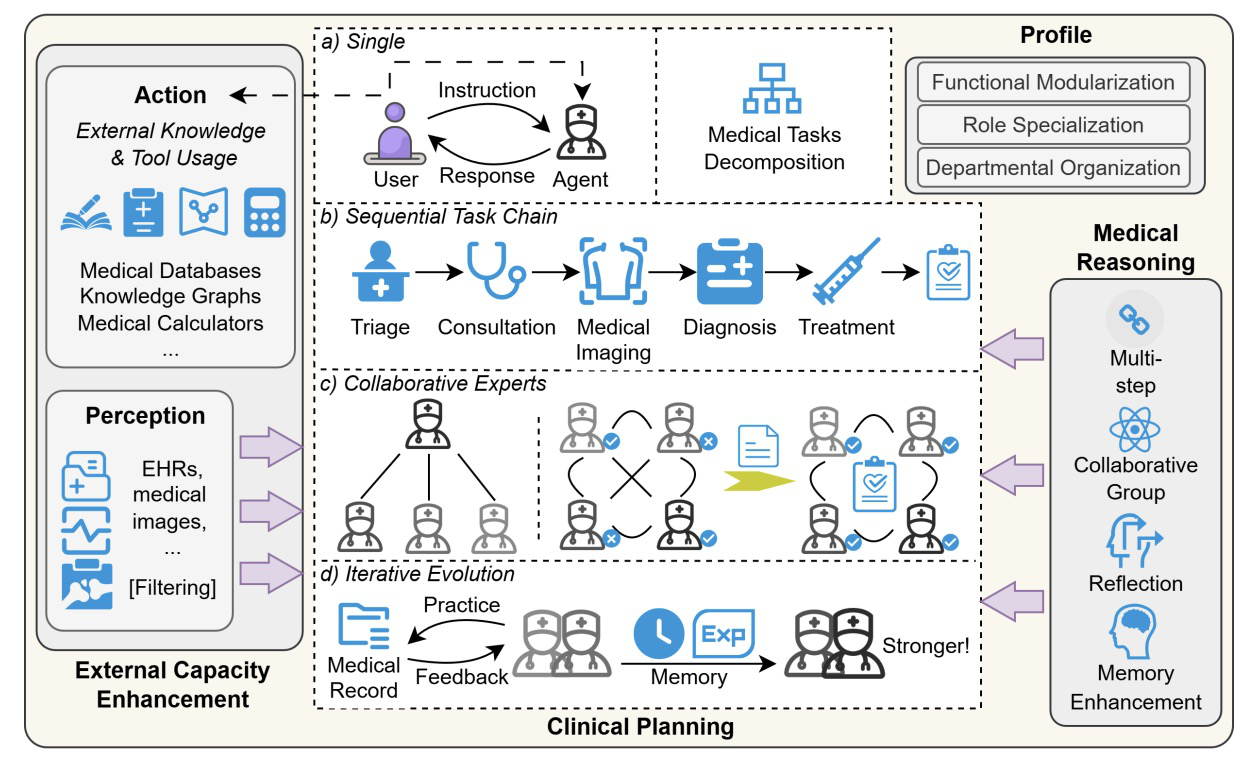 Action
External Knowledge
& Tool Usage
Medical Databases
Knowledge Graphs
Medical Calculators
...
Perception
EHRs,
medical
images,
...
[Filtering]
External Capacity
Enhancement
a) Single
Instruction
User
Response
Agent
Medical Tasks
Decomposition
b) Sequential Task Chain
Triage
Consultation
Medical
Imaging
Diagnosis
Treatment
c) Collaborative Experts
d) Iterative Evolution
Practice
Medical
Record
Feedback
Exp
Memory
Stronger!
Clinical Planning
Profile
Functional Modularization
Role Specialization
Departmental Organization
Medical
Reasoning
Multi-
step
Collaborative
Group
Reflection
Memory
Enhancement